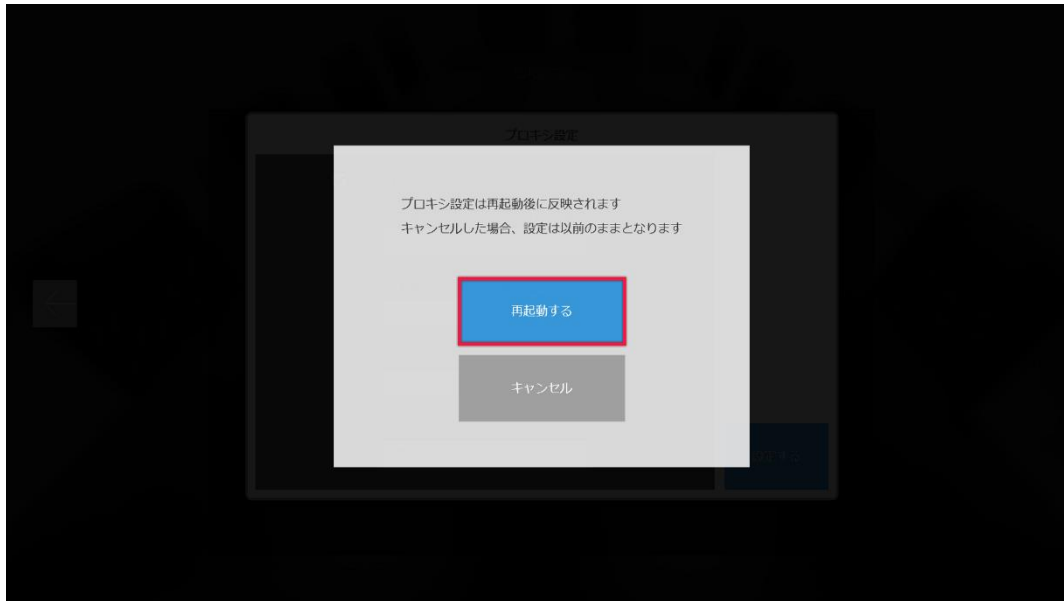 プロキシ設定
プロキシ設定は再起動後に反映されます
キャンセルした場合、設定は以前のままとなります
再起動する
キャンセル